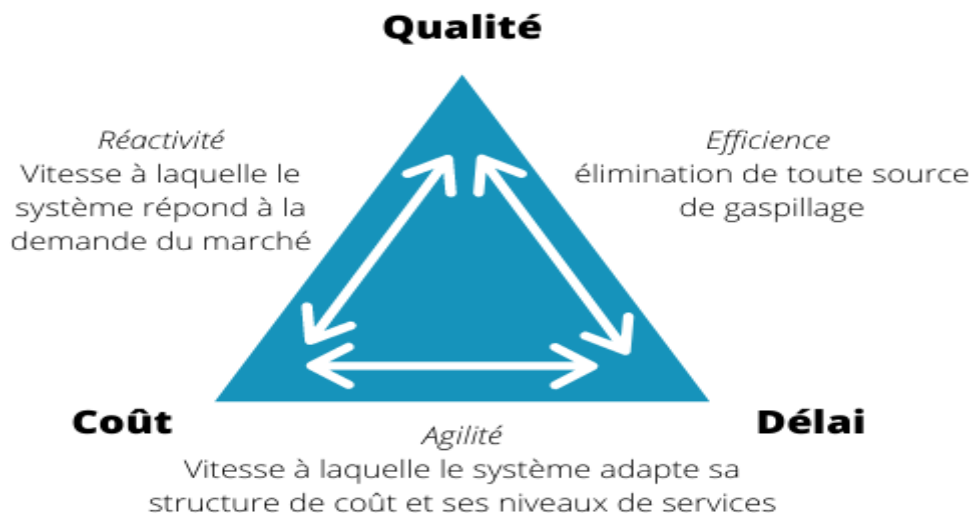 Qualité
Réactivité
Vitesse à laquelle le
système répond à la
demande du marché
Efficience
élimination de toute source
de gaspillage
Coût
Délai
Agilité
Vitesse à laquelle le système adapte sa
structure de coût et ses niveaux de services